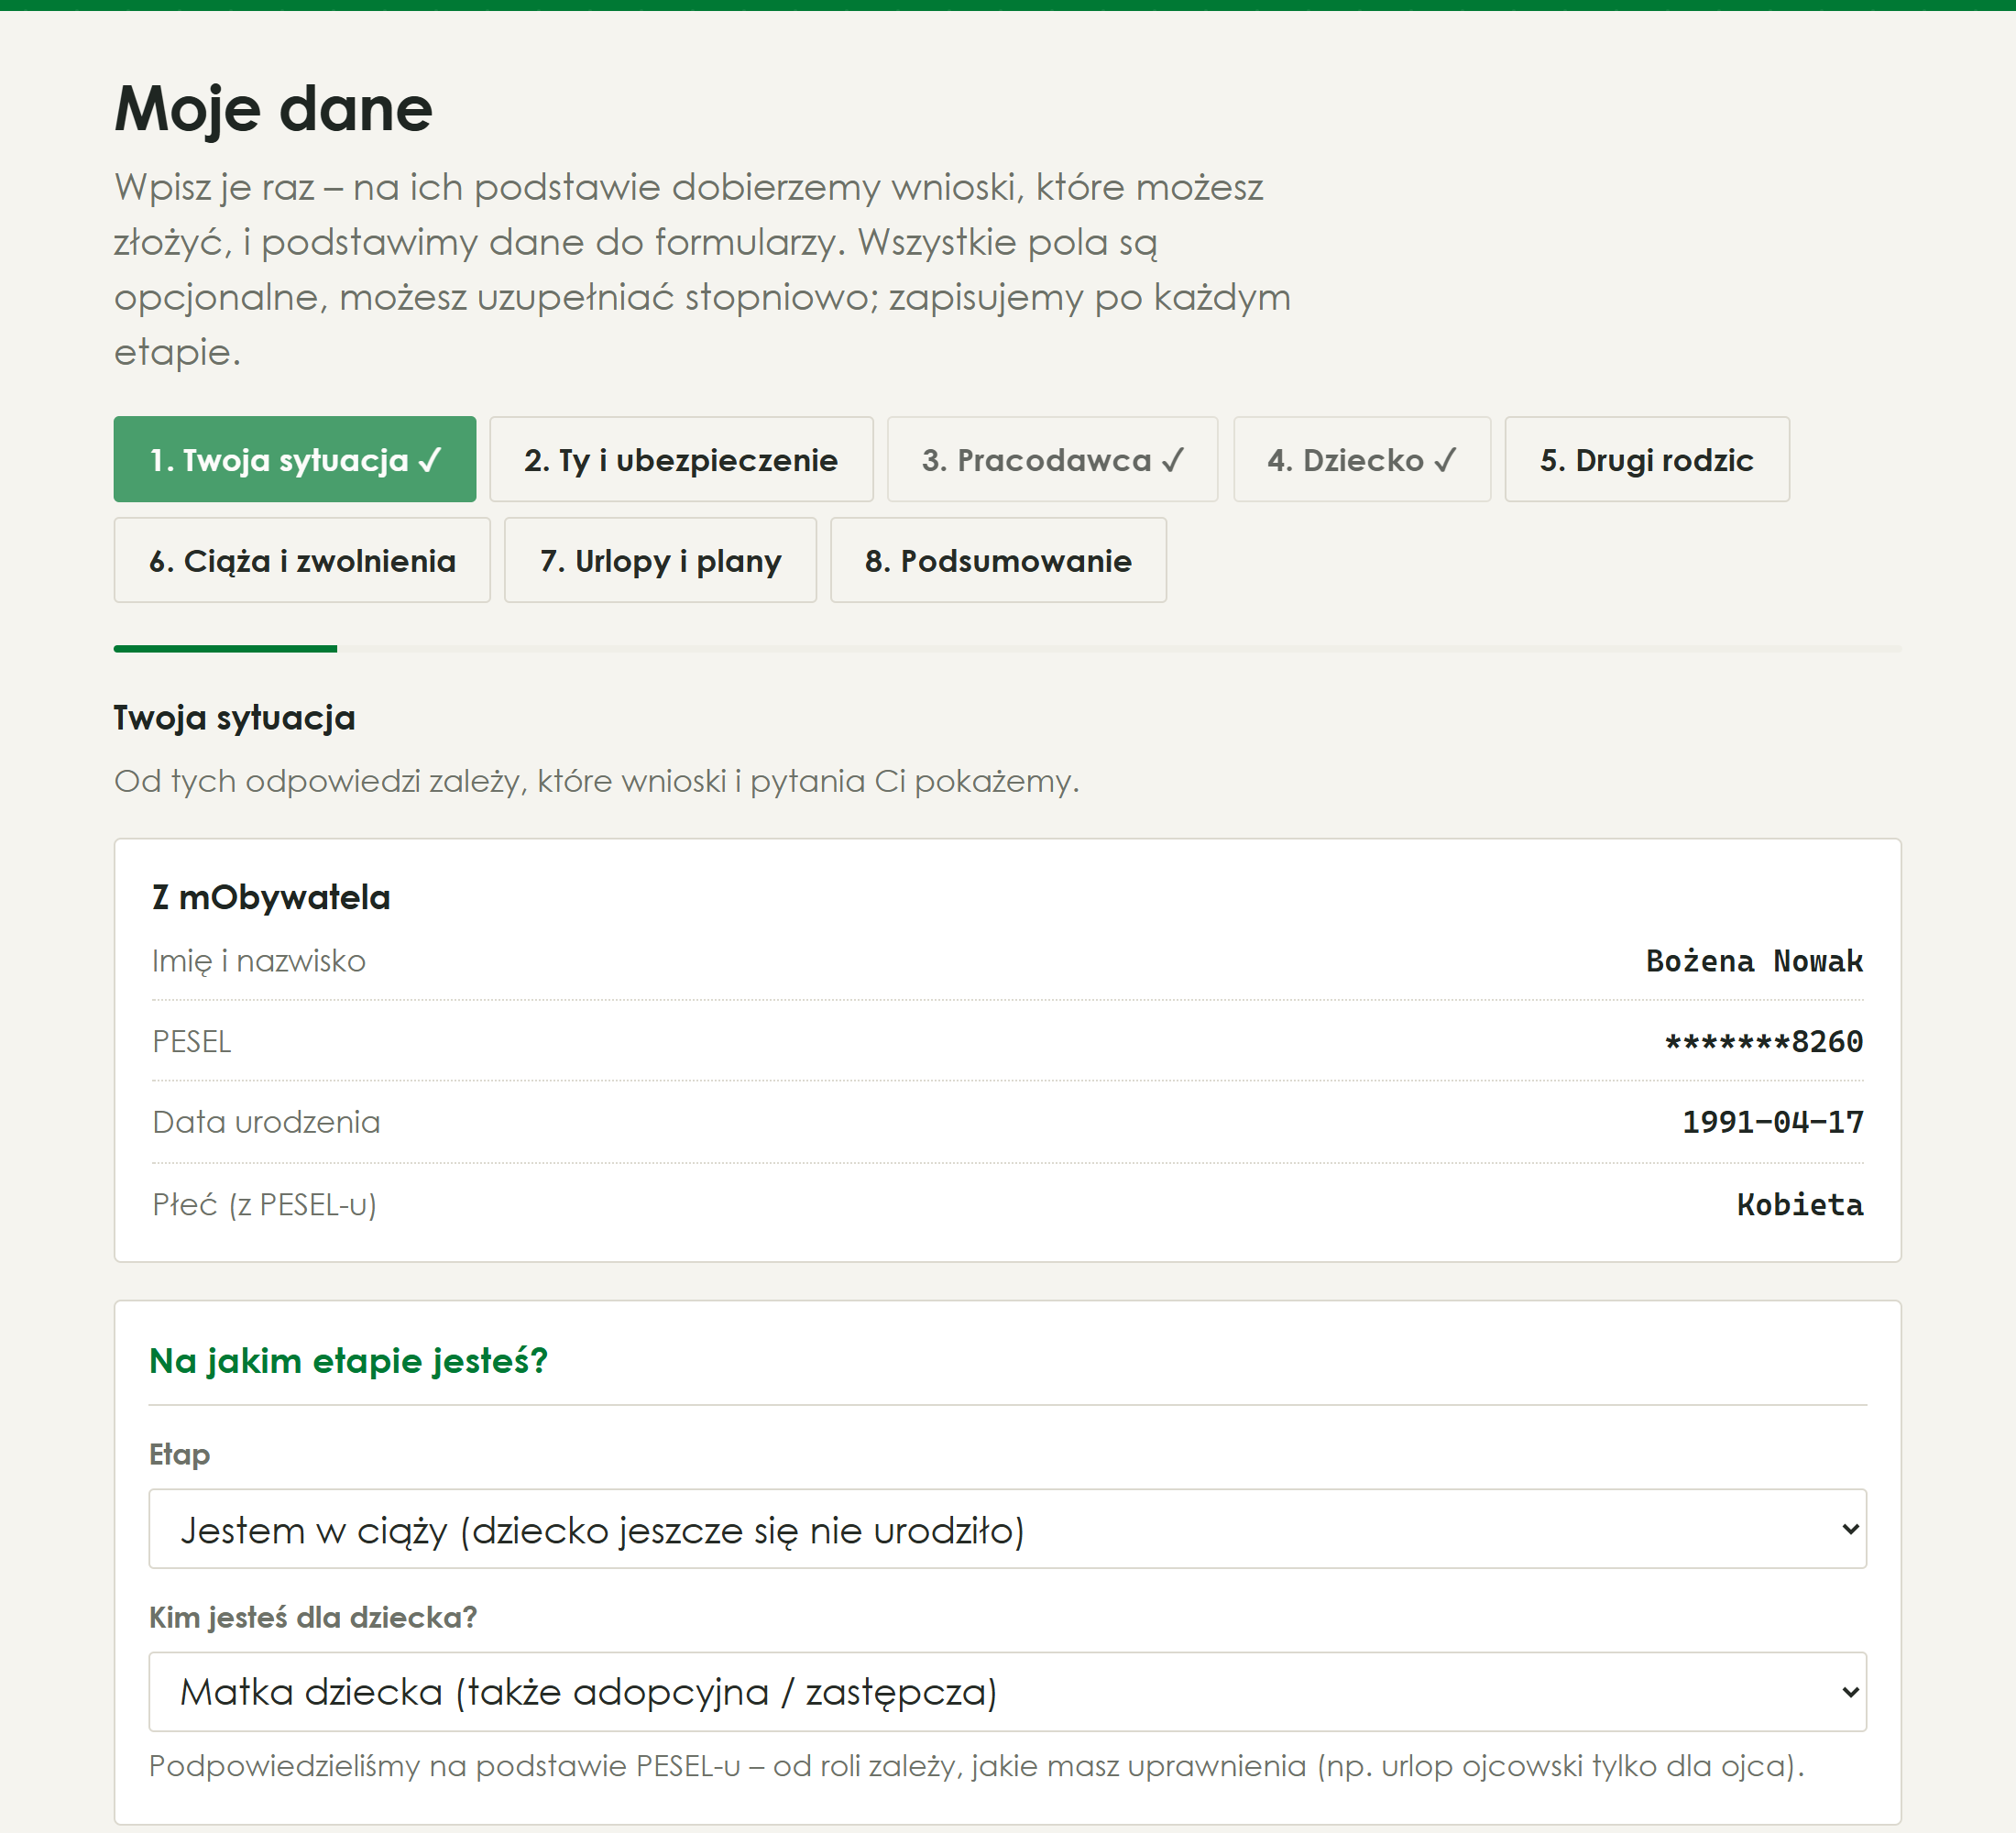 Moje dane
Wpisz je raz – na ich podstawie dobierzemy wnioski, które możesz
złożyć, i podstawimy dane do formularzy. Wszystkie pola są
opcjonalne, możesz uzupełniać stopniowo; zapisujemy po każdym
etapie.
1. Twoja sytuacja ✓
2. Ty i ubezpieczenie
3. Pracodawca ✓
4. Dziecko ✓
5. Drugi rodzic
6. Ciąża i zwolnienia
7. Urlopy i plany
8. Podsumowanie
Twoja sytuacja
Od tych odpowiedzi zależy, które wnioski i pytania Ci pokażemy.
Z mObywatela
Imię i nazwisko Bożena Nowak
PESEL *******8260
Data urodzenia 1991-04-17
Płeć (z PESEL-u) Kobieta
Na jakim etapie jesteś?
Etap
Jestem w ciąży (dziecko jeszcze się nie urodziło)
Kim jesteś dla dziecka?
Matka dziecka (także adopcyjna / zastępcza)
Podpowiedzieliśmy na podstawie PESEL-u – od roli zależy, jakie masz uprawnienia (np. urlop ojcowski tylko dla ojca).